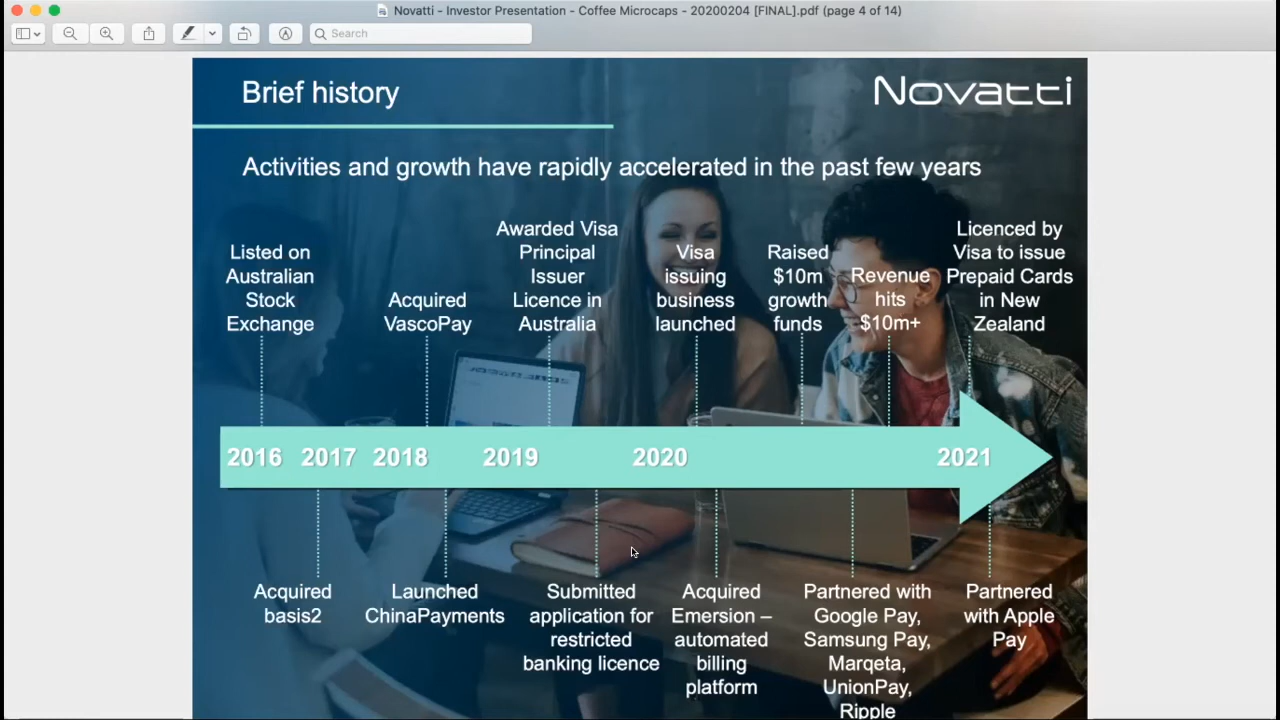 Novatti - Investor Presentation - Coffee Microcaps - 20200204 [FINAL].pdf (page 4 of 14)
Search
Brief history
Novatti
Activities and growth have rapidly accelerated in the past few years
Listed on
Australian
Stock
Exchange
Acquired
VascoPay
Awarded Visa
Principal
Issuer
Licence in
Australia
Visa
issuing
business
launched
Raised
$10m
growth
funds
Revenue
hits
$10m+
Licenced by
Visa to issue
Prepaid Cards
in New
Zealand
2016 2017 2018 2019 2020 2021
Acquired
basis2
Launched
ChinaPayments
Submitted
application for
restricted
banking licence
Acquired
Emersion –
automated
billing
platform
Partnered with
Google Pay,
Samsung Pay,
Marqeta,
UnionPay,
Ripple
Partnered
with Apple
Pay